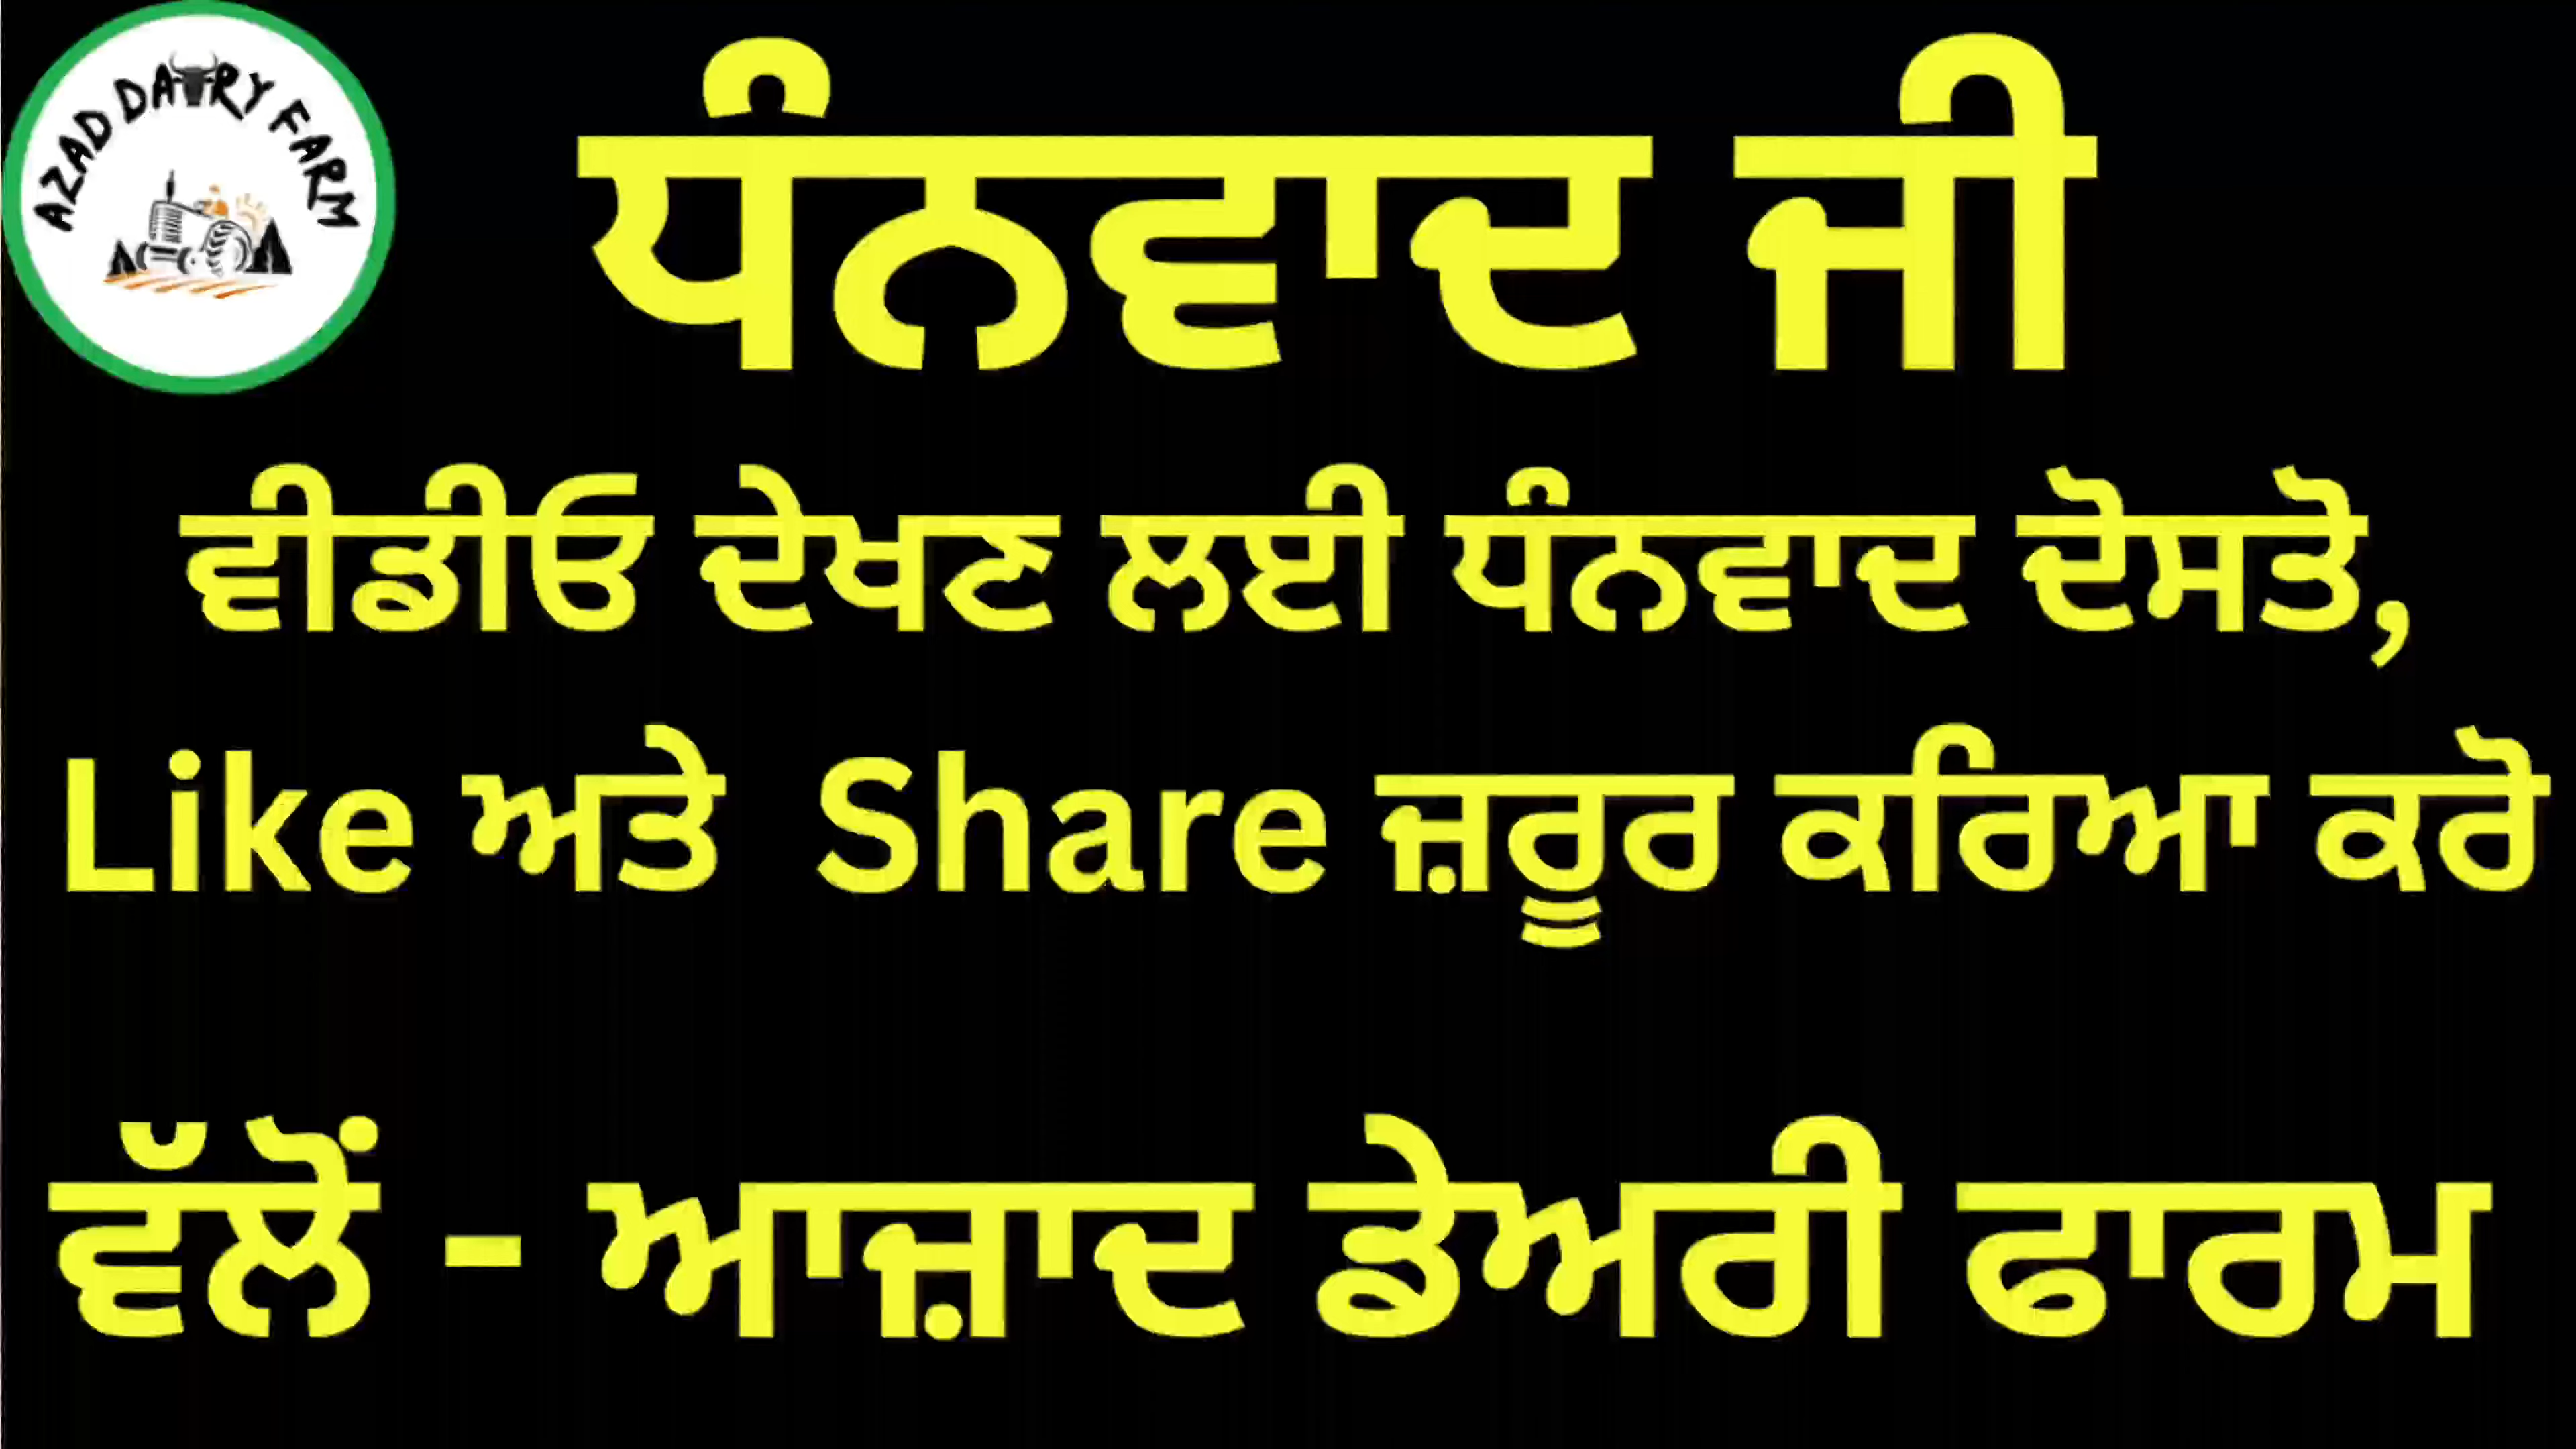 AZAD DAIRY FARM
ਧੰਨਵਾਦ ਜੀ
ਵੀਡੀਓ ਦੇਖਣ ਲਈ ਧੰਨਵਾਦ ਦੋਸਤੋ,
Like ਅਤੇ Share ਜ਼ਰੂਰ ਕਰਿਆ ਕਰੋ
ਵੱਲੋਂ - ਆਜ਼ਾਦ ਡੇਅਰੀ ਫਾਰਮ